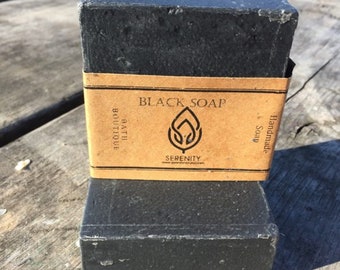 BLACK SOAP
BATH
BOUTIQUE
SERENITY
Handmade
Soap